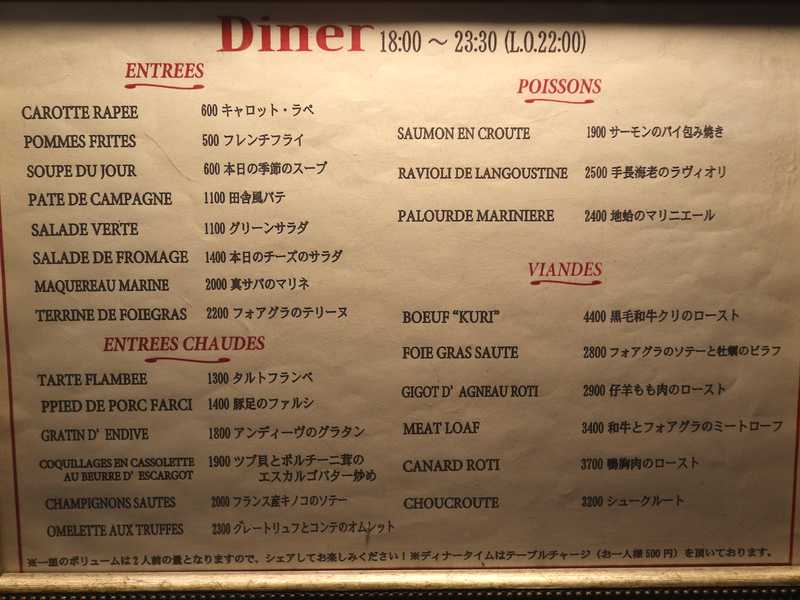 Diner 18:00 ~ 23:30 (L.O.22:00)
ENTREES
CAROTTE RAPEE 600 キャロット・ラペ
POMMES FRITES 500 フレンチフライ
SOUPE DU JOUR 600 本日の季節のスープ
PATE DE CAMPAGNE 1100 田舎風パテ
SALADE VERTE 1100 グリーンサラダ
SALADE DE FROMAGE 1400 本日のチーズのサラダ
MAQUEREAU MARINE 2000 真サバのマリネ
TERRINE DE FOIEGRAS 2200 フォアグラのテリーヌ
ENTREES CHAUDES
TARTE FLAMBEE 1300 タルトフランベ
PPIED DE PORC FARCI 1400 豚足のファルシ
GRATIN D' ENDIVE 1800 アンディーヴのグラタン
COQUILLAGES EN CASSOLETTE 1900 ツブ貝とポルチーニ茸の
AU BEURRE D' ESCARGOT エスカルゴバター炒め
CHAMPIGNONS SAUTES 2000 フランス産キノコのソテー
OMELETTE AUX TRUFFES 2300 グレートリュフとコンテのオムレット
POISSONS
SAUMON EN CROUTE 1900 サーモンのパイ包み焼き
RAVIOLI DE LANGOUSTINE 2500 手長海老のラヴィオリ
PALOURDE MARINIERE 2400 地蛤のマリニエール
VIANDES
BOEUF “KURI” 4400 黒毛和牛クリのロースト
FOIE GRAS SAUTE 2800 フォアグラのソテーと牡蠣のピラフ
GIGOT D' AGNEAU ROTI 2900 仔羊もも肉のロースト
MEAT LOAF 3400 和牛とフォアグラのミートローフ
CANARD ROTI 3700 鴨胸肉のロースト
CHOUCROUTE 3200 シュークルート
※一皿のボリュームは2人前の量となりますので、シェアしてお楽しみください！※ディナータイムはテーブルチャージ（お一人様500円）を頂いております。